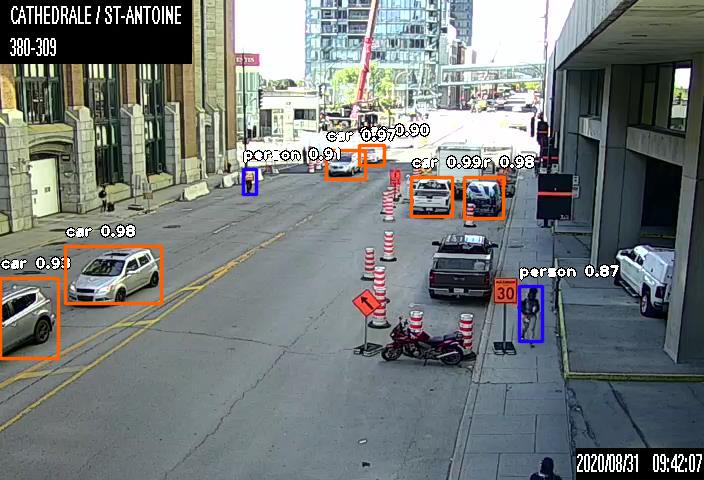 CATHEDRALE / ST-ANTOINE
380-309
car 0.97
0.90
person 0.91
car 0.99
r 0.98
car 0.98
car 0.93
person 0.87
30
2020/08/31 09:42:07